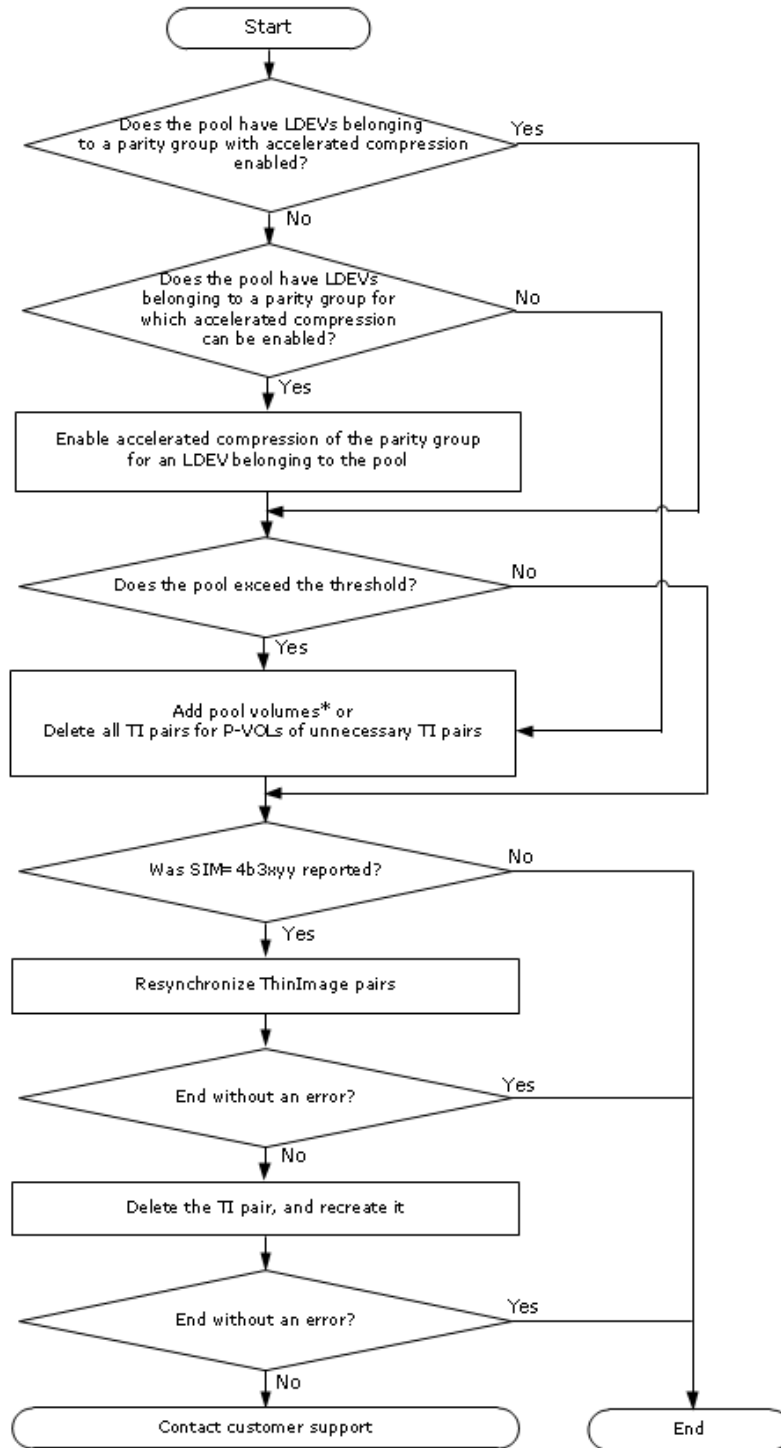 Start
Does the pool have LDEVs belonging
to a parity group with accelerated compression
enabled?
Yes
No
Does the pool have LDEVs
belonging to a parity group for
which accelerated compression
can be enabled?
No
Yes
Enable accelerated compression of the parity group
for an LDEV belonging to the pool
Does the pool exceed the threshold?
No
Yes
Add pool volumes* or
Delete all TI pairs for P-VOLs of unnecessary TI pairs
Was SIM=4b3xyy reported?
No
Yes
Resynchronize ThinImage pairs
End without an error?
Yes
No
Delete the TI pair, and recreate it
End without an error?
Yes
No
Contact customer support
End